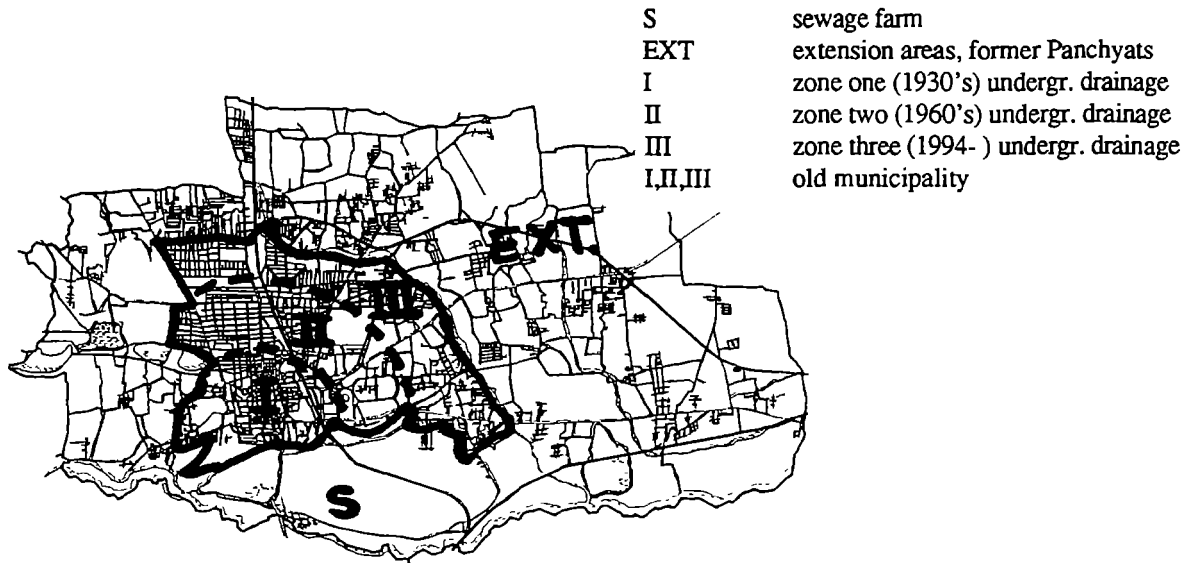 S sewage farm
EXT extension areas, former Panchyats
I zone one (1930's) undergr. drainage
II zone two (1960's) undergr. drainage
III zone three (1994- ) undergr. drainage
I,II,III old municipality
EXT.
III
II
I
S